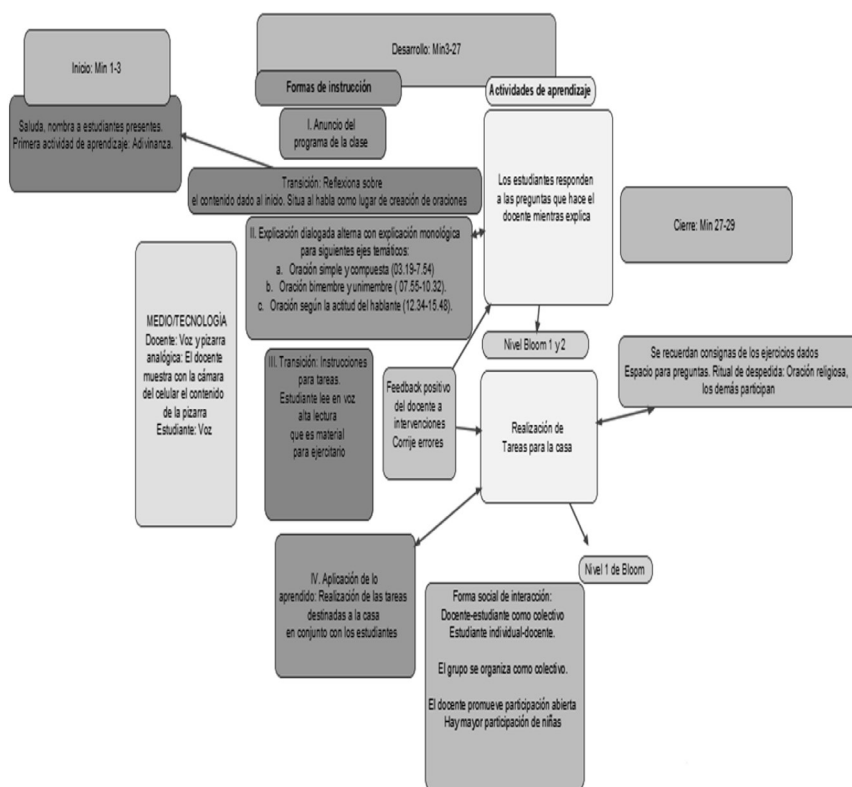 Desarrollo: Min3-27
Inicio: Min 1-3
Formas de instrucción
Actividades de aprendizaje
Saluda, nombra a estudiantes presentes.
Primera actividad de aprendizaje: Adivinanza.
I. Anuncio del
programa de la clase
Transición: Reflexiona sobre
el contenido dado al inicio. Situa al habla como lugar de creación de oraciones
Los estudiantes responden
a las preguntas que hace el
docente mientras explica
Cierre: Min 27-29
II. Explicación dialogada alterna con explicación monológica
para siguientes ejes temáticos:
a. Oración simple y compuesta (03.19-7.54)
b. Oración bimembre y unimembre ( 07.55-10.32).
c. Oración según la actitud del hablante (12.34-15.48).
MEDIO/TECNOLOGÌA
Docente: Voz y pizarra
analógica: El docente
muestra con la cámara
del celular el contenido
de la pizarra
Estudiante: Voz
Nivel Bloom 1 y 2
III. Transición: Instrucciones
para tareas.
Estudiante lee en voz
alta lectura
que es material
para ejercitario
Feedback positivo
del docente a
intervenciones
Corrije errores
Realización de
Tareas para la casa
Se recuerdan consignas de los ejercicios dados
Espacio para preguntas. Ritual de despedida: Oración religiosa,
los demás participan
IV. Aplicación de lo
aprendido: Realización de las tareas
destinadas a la casa
en conjunto con los estudiantes
Nivel 1 de Bloom
Forma social de interacción:
Docente-estudiante como colectivo
Estudiante individual-docente.
El grupo se organiza como colectivo.
El docente promueve participación abierta
Hay mayor participación de niñas